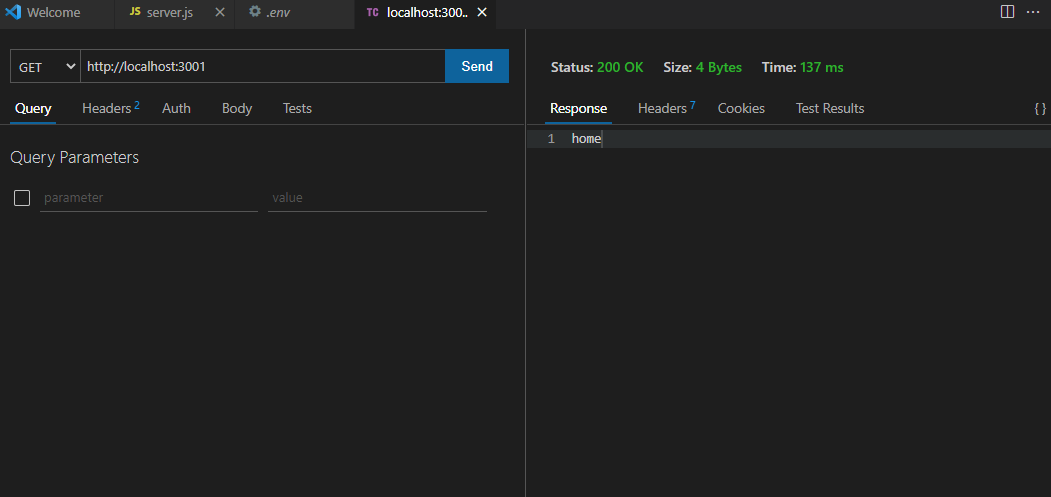 Welcome JS server.js .env TC localhost:300..
GET http://localhost:3001 Send
Status: 200 OK Size: 4 Bytes Time: 137 ms
Query Headers 2 Auth Body Tests
Response Headers 7 Cookies Test Results { }
1 home
Query Parameters
parameter value